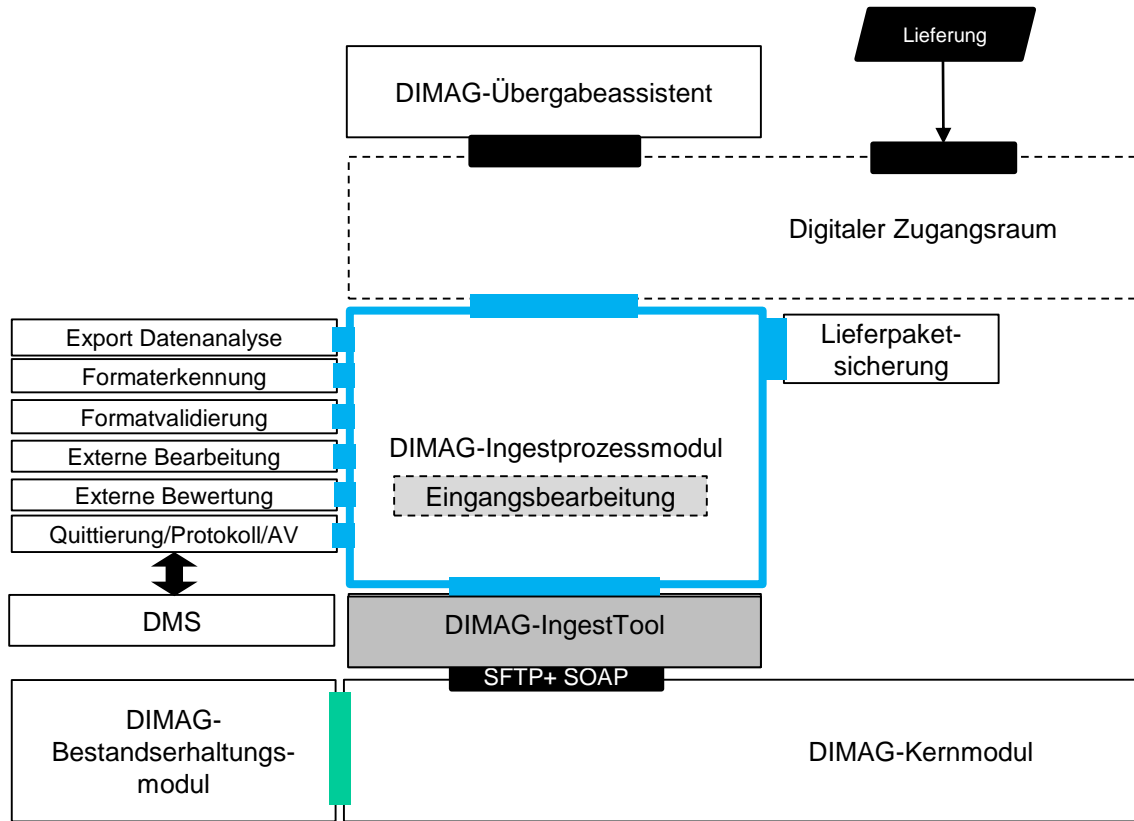 Lieferung
DIMAG-Übergabeassistent
Digitaler Zugangsraum
Export Datenanalyse
Formaterkennung
Formatvalidierung
Externe Bearbeitung
Externe Bewertung
Quittierung/Protokoll/AV
DMS
Lieferpaket-
sicherung
DIMAG-Ingestprozessmodul
Eingangsbearbeitung
DIMAG-IngestTool
SFTP+ SOAP
DIMAG-
Bestandserhaltungs-
modul
DIMAG-Kernmodul